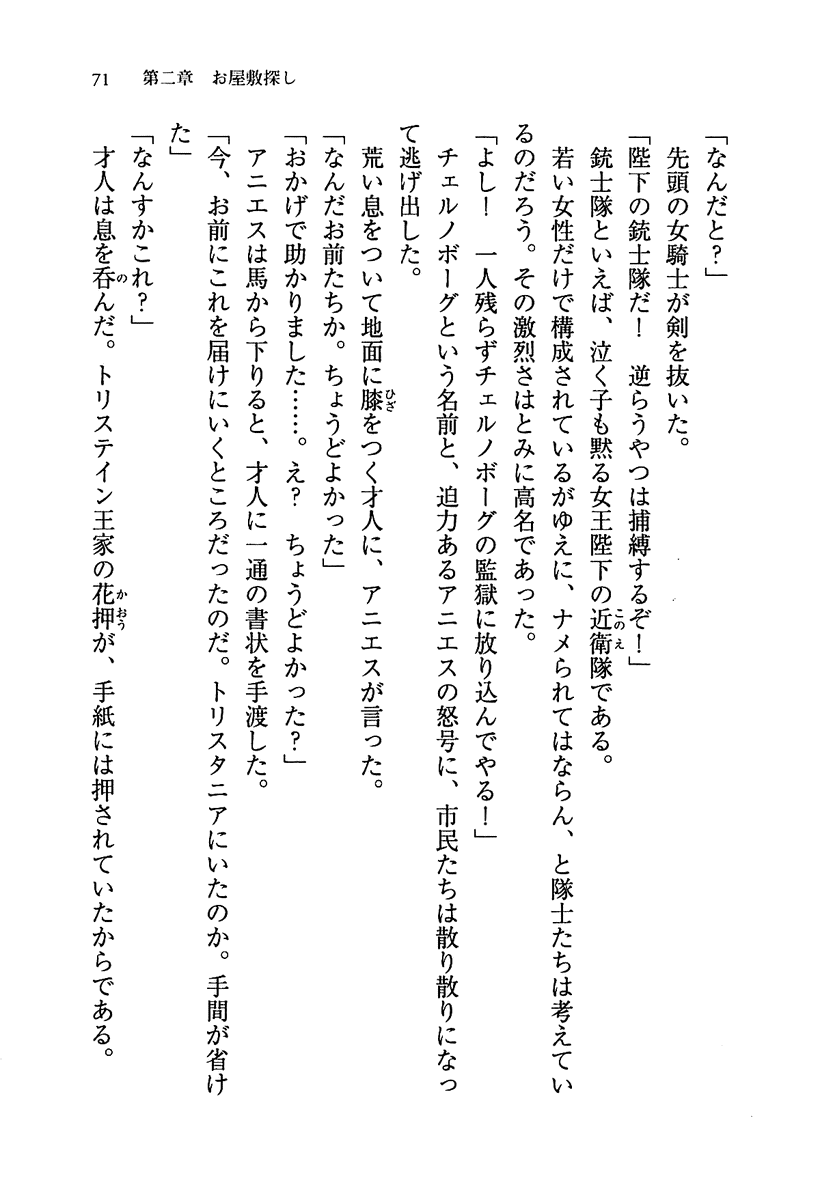 71　第二章　お屋敷探し
「なんだと？」
　先頭の女騎士が剣を抜いた。
「陛下の銃士隊だ！　逆らうやつは捕縛するぞ！」
　銃士隊といえば、泣く子も黙る女王陛下の近衛隊である。
　若い女性だけで構成されているがゆえに、ナメられてはならん、と隊士たちは考えてい
るのだろう。その激烈さはとみに高名であった。
「よし！　一人残らずチェルノボーグの監獄に放り込んでやる！」
　チェルノボーグという名前と、迫力あるアニエスの怒号に、市民たちは散り散りになっ
て逃げ出した。
　荒い息をついて地面に膝をつく才人に、アニエスが言った。
「なんだお前たちか。ちょうどよかった」
「おかげで助かりました……。え？　ちょうどよかった？」
　アニエスは馬から下りると、才人に一通の書状を手渡した。
「今、お前にこれを届けにいくところだったのだ。トリスタニアにいたのか。手間が省け
た」
「なんすかこれ？」
　才人は息を呑んだ。トリステイン王家の花押が、手紙には押されていたからである。